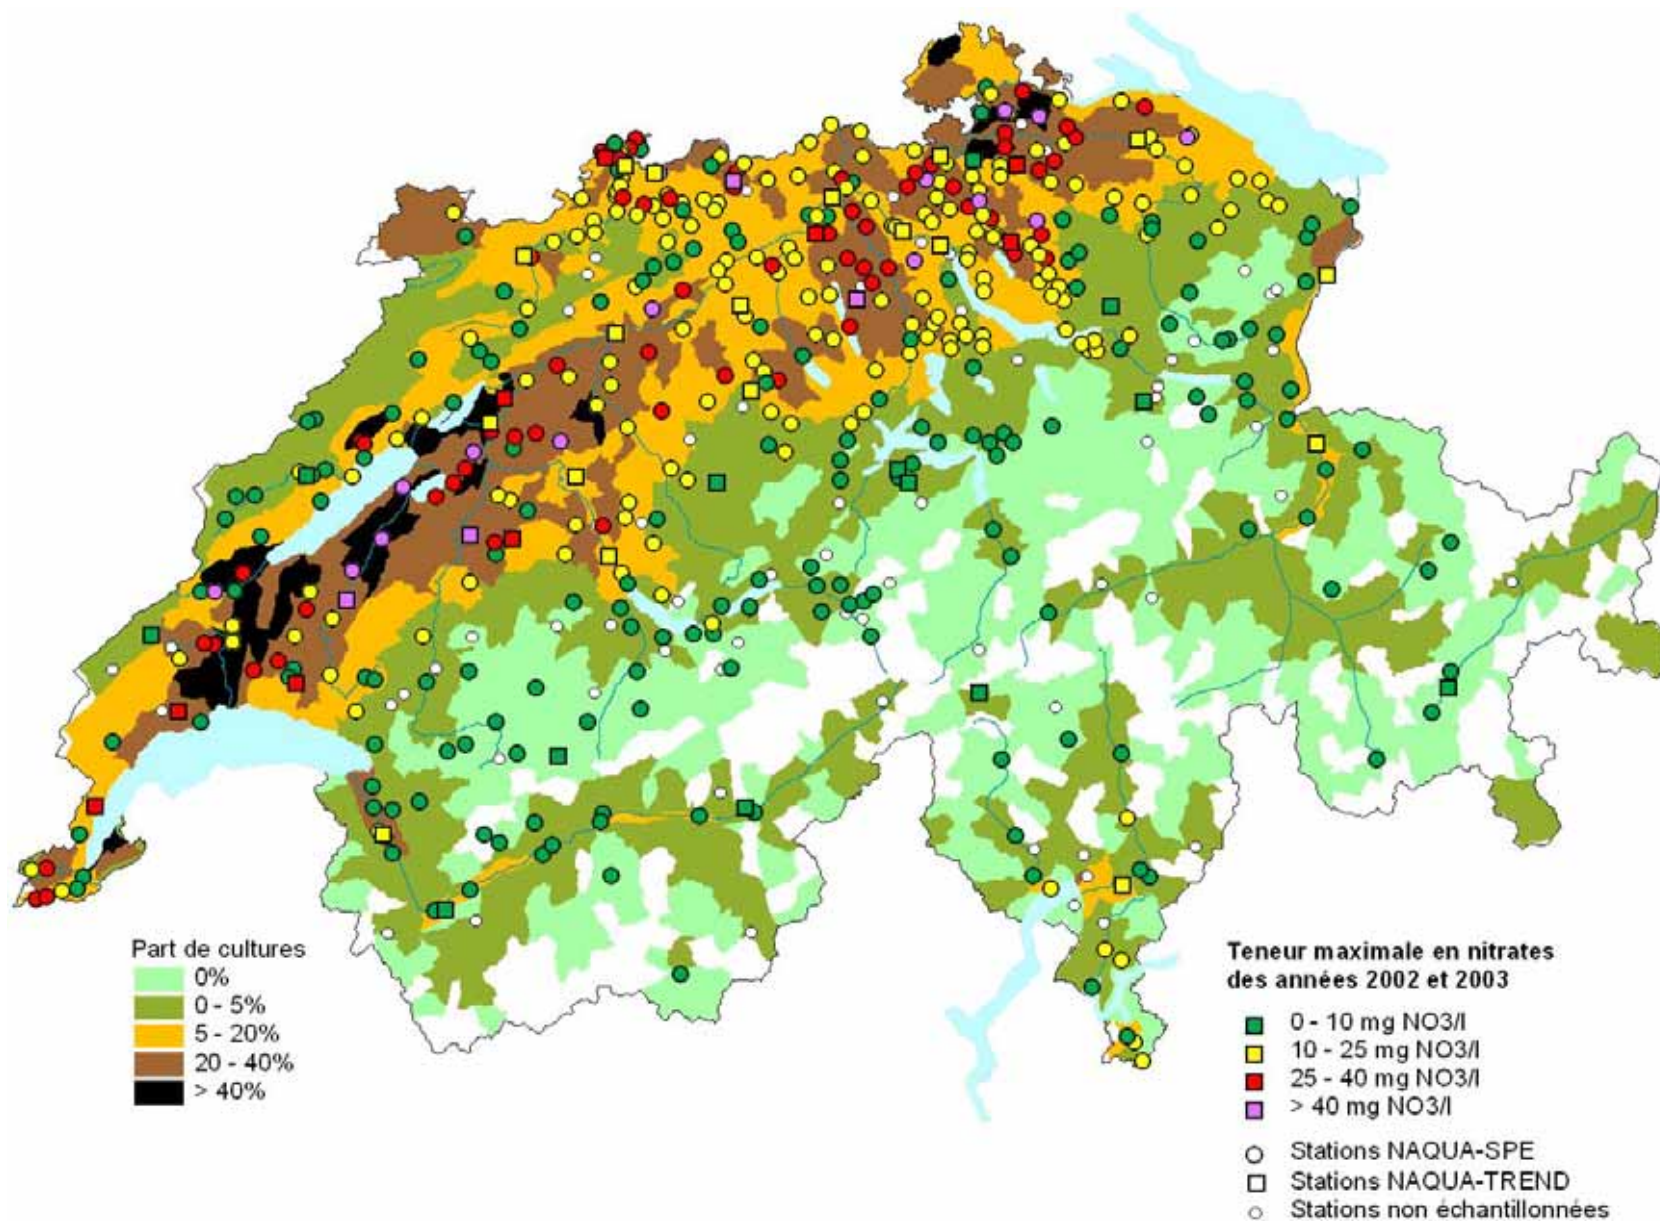 Part de cultures
0%
0 - 5%
5 - 20%
20 - 40%
> 40%
Teneur maximale en nitrates
des années 2002 et 2003
0 - 10 mg NO3/l
10 - 25 mg NO3/l
25 - 40 mg NO3/l
> 40 mg NO3/l
Stations NAQUA-SPE
Stations NAQUA-TREND
Stations non échantillonnées